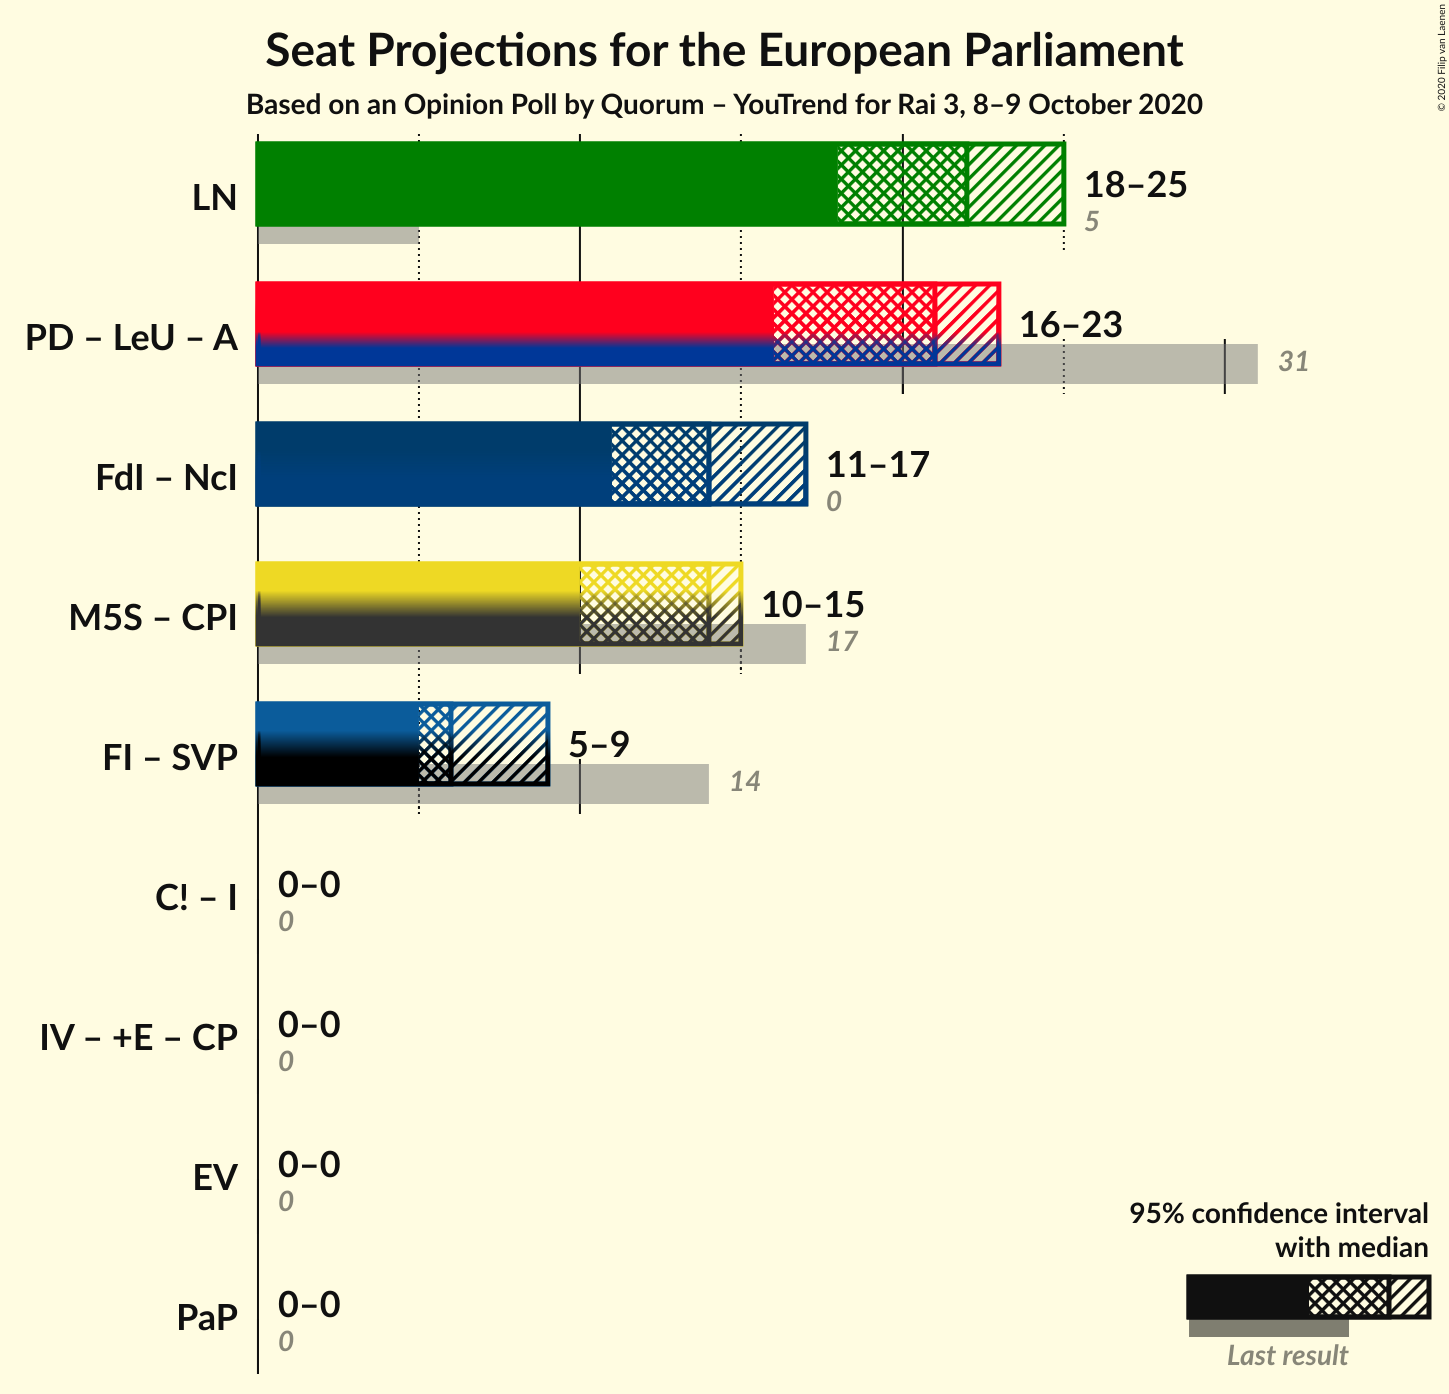 Seat Projections for the European Parliament
Based on an Opinion Poll by Quorum – YouTrend for Rai 3, 8–9 October 2020
© 2020 Filip van Laenen
LN
18–25
5
PD – LeU – A
16–23
31
FdI – NcI
11–17
0
M5S – CPI
10–15
17
FI – SVP
5–9
14
C! – I
0–0
0
IV – +E – CP
0–0
0
EV
0–0
0
PaP
0–0
0
95% confidence interval
with median
Last result